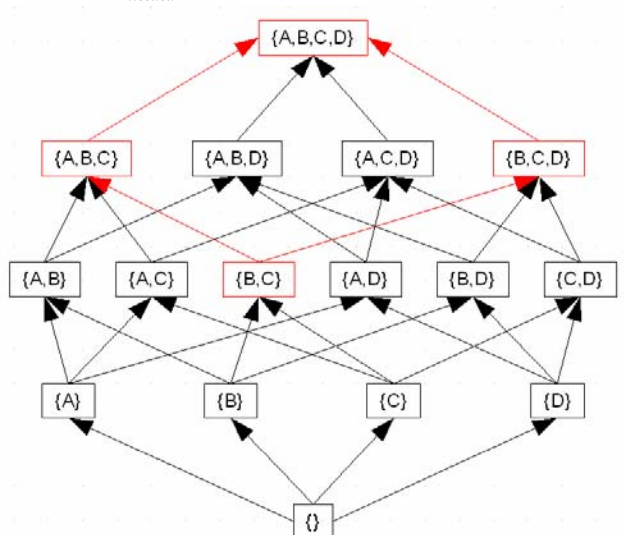 {A,B,C,D}
{A,B,C} {A,B,D} {A,C,D} {B,C,D}
{A,B} {A,C} {B,C} {A,D} {B,D} {C,D}
{A} {B} {C} {D}
{}